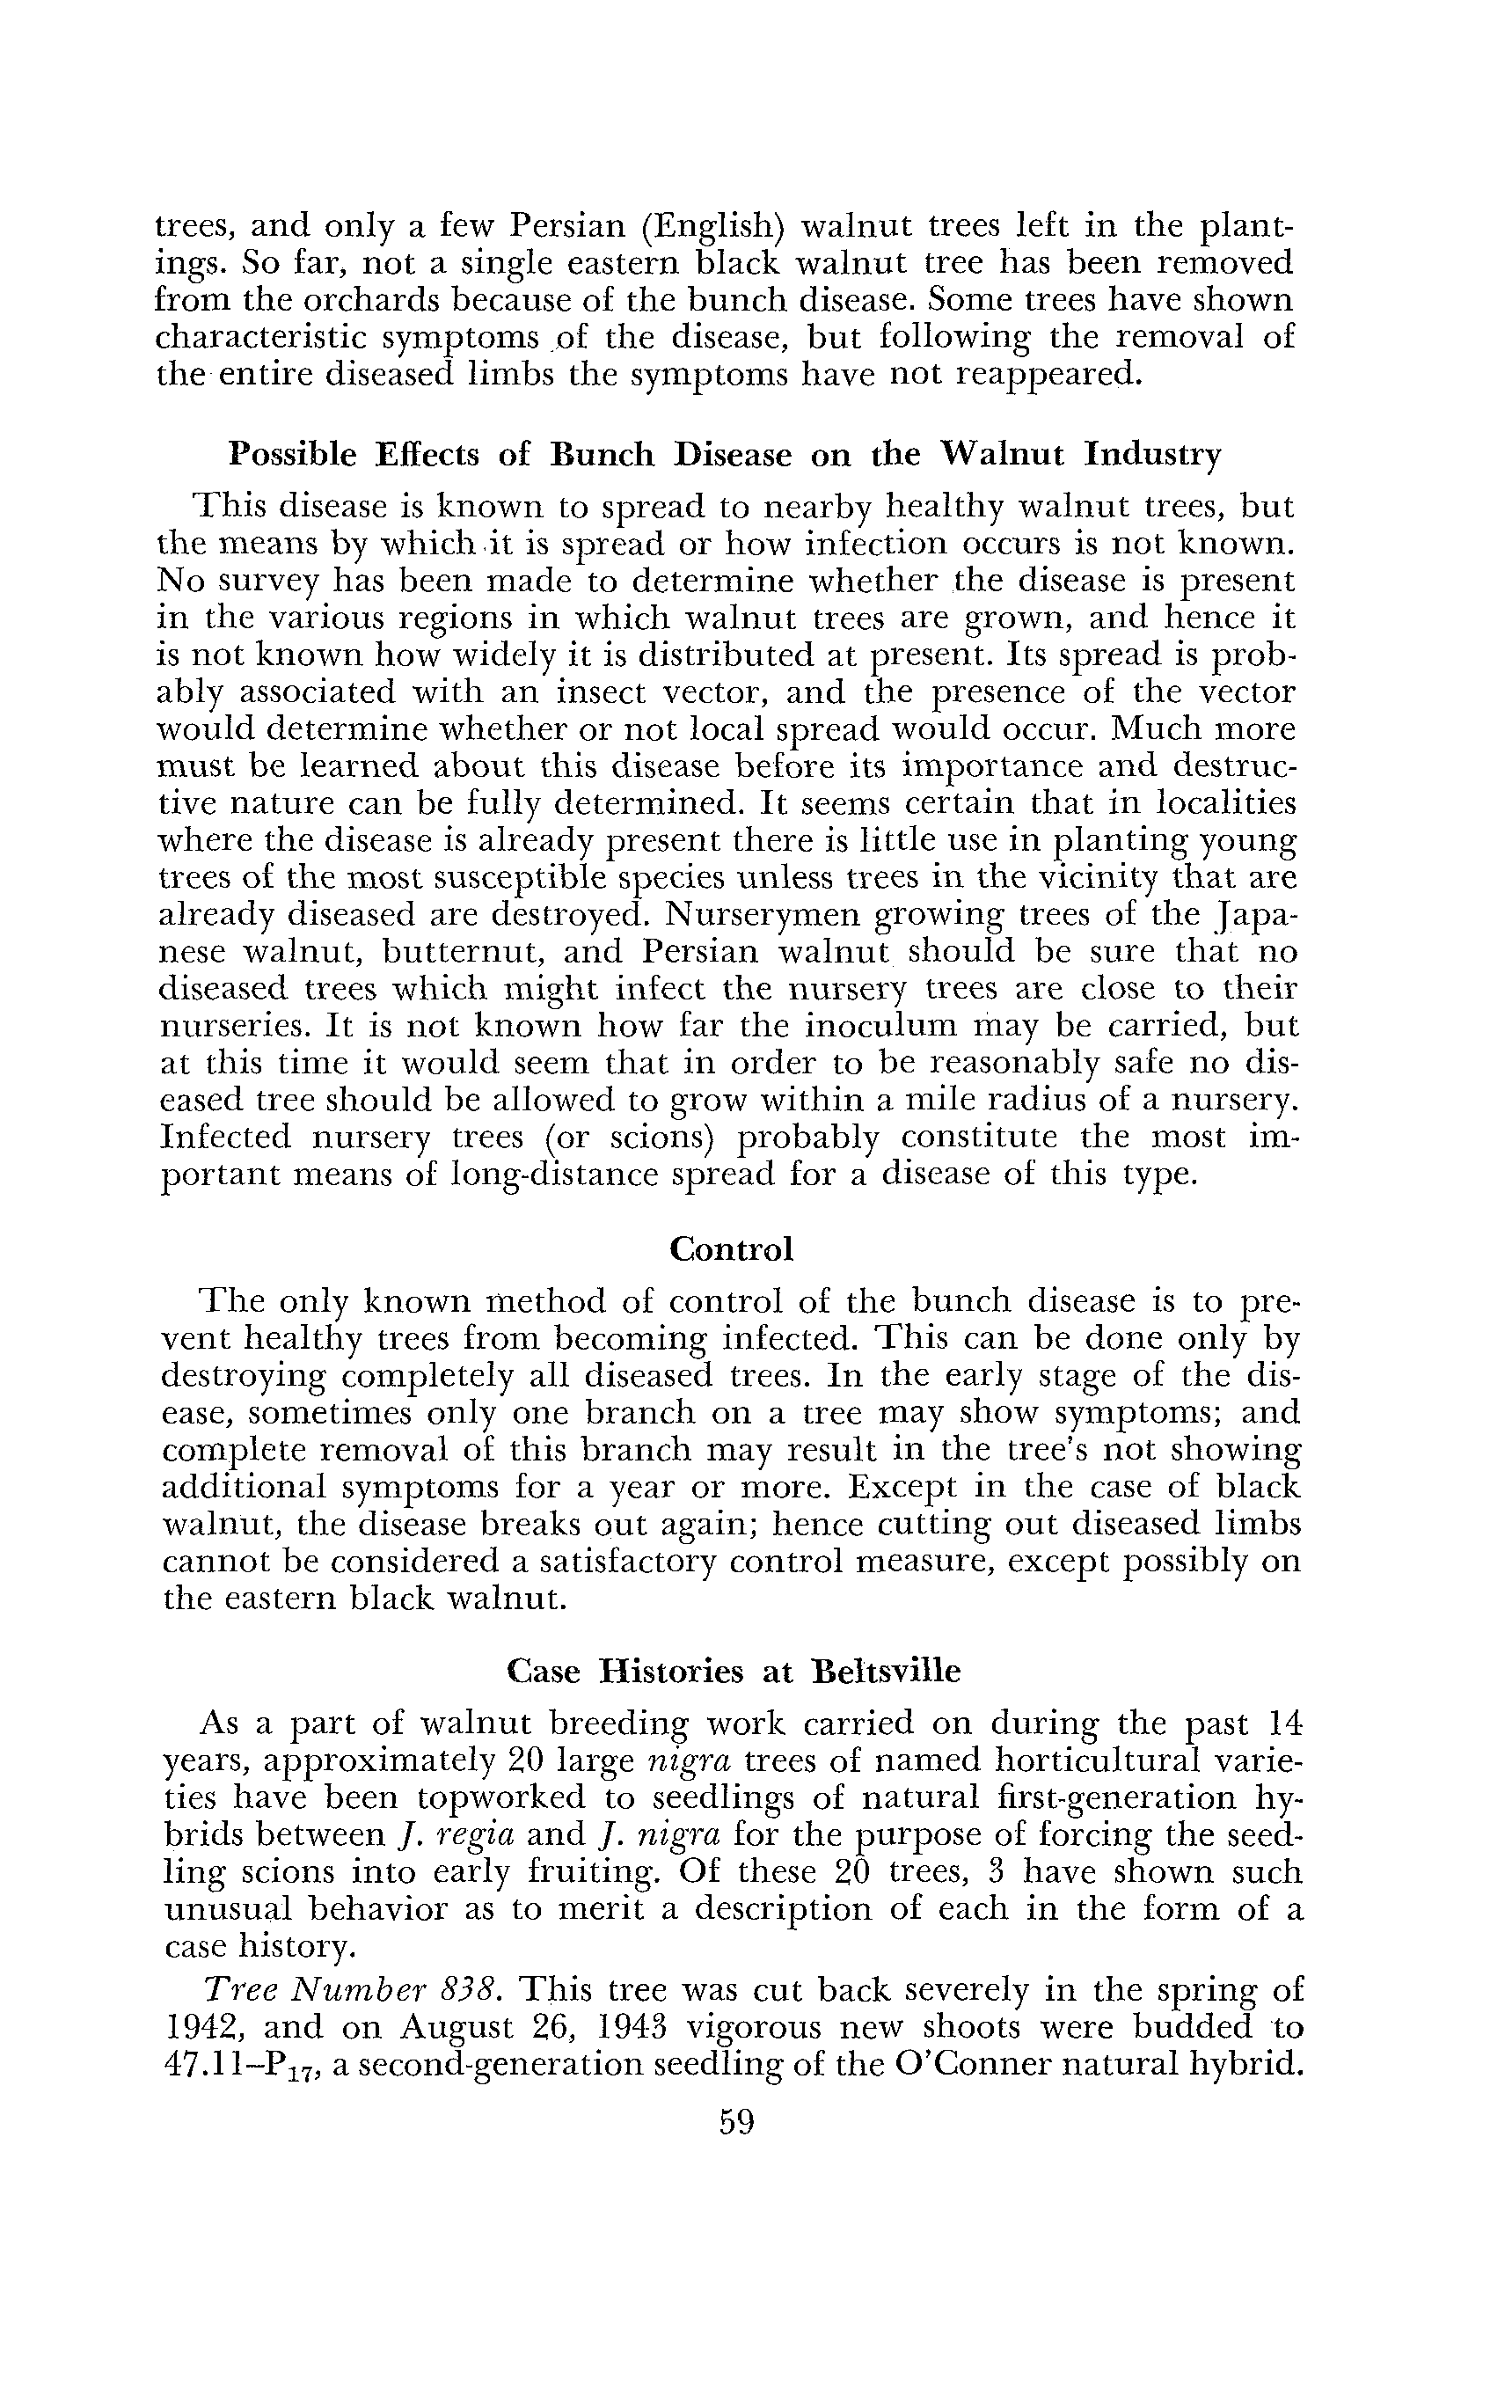 trees, and only a few Persian (English) walnut trees left in the plant-
ings. So far, not a single eastern black walnut tree has been removed
from the orchards because of the bunch disease. Some trees have shown
characteristic symptoms of the disease, but following the removal of
the entire diseased limbs the symptoms have not reappeared.
Possible Effects of Bunch Disease on the Walnut Industry
This disease is known to spread to nearby healthy walnut trees, but
the means by which it is spread or how infection occurs is not known.
No survey has been made to determine whether the disease is present
in the various regions in which walnut trees are grown, and hence it
is not known how widely it is distributed at present. Its spread is prob-
ably associated with an insect vector, and the presence of the vector
would determine whether or not local spread would occur. Much more
must be learned about this disease before its importance and destruc-
tive nature can be fully determined. It seems certain that in localities
where the disease is already present there is little use in planting young
trees of the most susceptible species unless trees in the vicinity that are
already diseased are destroyed. Nurserymen growing trees of the Japa-
nese walnut, butternut, and Persian walnut should be sure that no
diseased trees which might infect the nursery trees are close to their
nurseries. It is not known how far the inoculum may be carried, but
at this time it would seem that in order to be reasonably safe no dis-
eased tree should be allowed to grow within a mile radius of a nursery.
Infected nursery trees (or scions) probably constitute the most im-
portant means of long-distance spread for a disease of this type.
Control
The only known method of control of the bunch disease is to pre-
vent healthy trees from becoming infected. This can be done only by
destroying completely all diseased trees. In the early stage of the dis-
ease, sometimes only one branch on a tree may show symptoms; and
complete removal of this branch may result in the tree's not showing
additional symptoms for a year or more. Except in the case of black
walnut, the disease breaks out again; hence cutting out diseased limbs
cannot be considered a satisfactory control measure, except possibly on
the eastern black walnut.
Case Histories at Beltsville
As a part of walnut breeding work carried on during the past 14
years, approximately 20 large nigra trees of named horticultural varie-
ties have been topworked to seedlings of natural first-generation hy-
brids between J. regia and J. nigra for the purpose of forcing the seed-
ling scions into early fruiting. Of these 20 trees, 3 have shown such
unusual behavior as to merit a description of each in the form of a
case history.
Tree Number 838. This tree was cut back severely in the spring of
1942, and on August 26, 1943 vigorous new shoots were budded to
47.11–P₁₇, a second-generation seedling of the O'Conner natural hybrid.
59